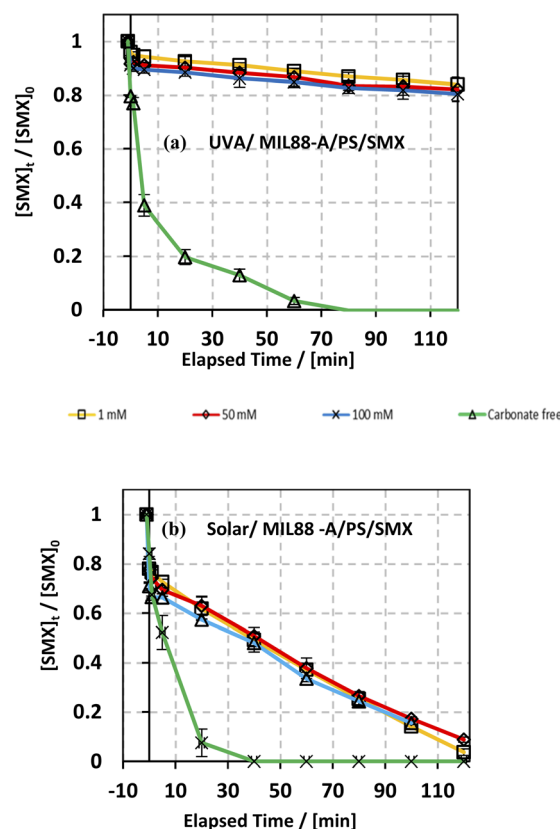 1
0.8
0.6
0.4
0.2
0
[SMX]t / [SMX]0
(a) UVA/ MIL88-A/PS/SMX
-10 10 30 50 70 90 110
Elapsed Time / [min]
1 mM 50 mM 100 mM Carbonate free
1
0.8
0.6
0.4
0.2
0
[SMX]t / [SMX]0
(b) Solar/ MIL88 -A/PS/SMX
-10 10 30 50 70 90 110
Elapsed Time / [min]